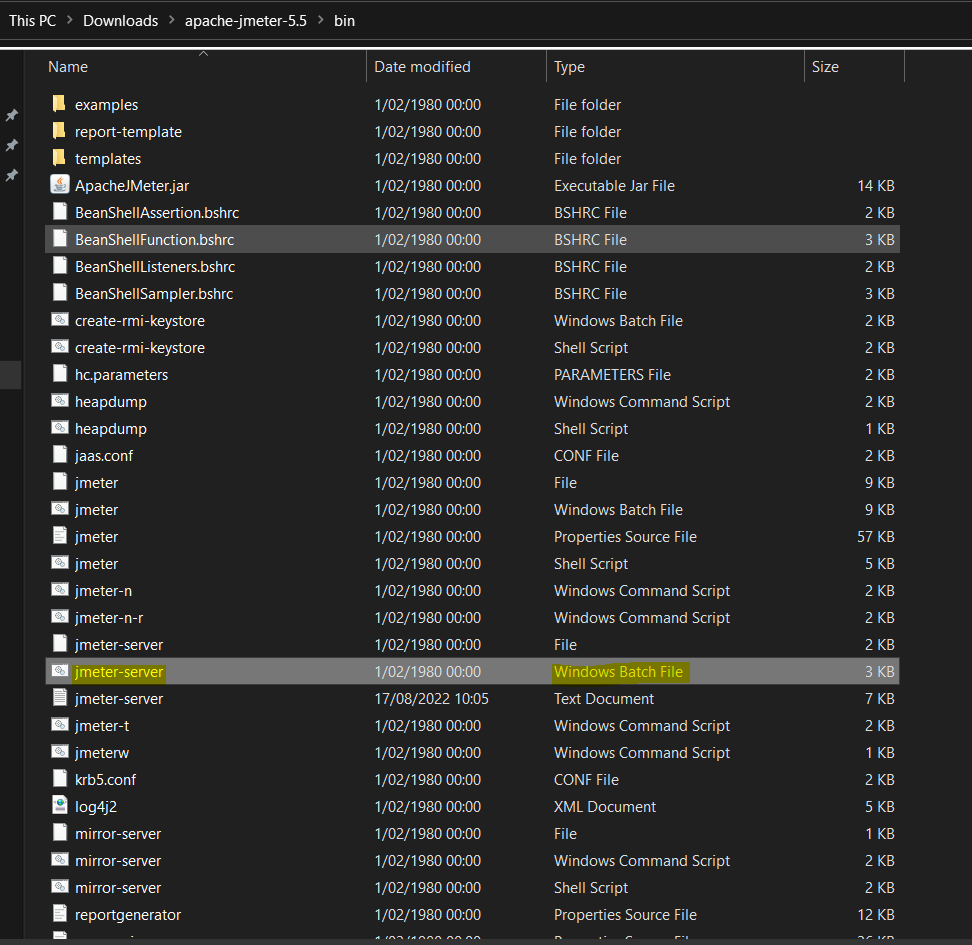 This PC > Downloads > apache-jmeter-5.5 > bin
Name Date modified Type Size
examples 1/02/1980 00:00 File folder
report-template 1/02/1980 00:00 File folder
templates 1/02/1980 00:00 File folder
ApacheJMeter.jar 1/02/1980 00:00 Executable Jar File 14 KB
BeanShellAssertion.bshrc 1/02/1980 00:00 BSHRC File 2 KB
BeanShellFunction.bshrc 1/02/1980 00:00 BSHRC File 3 KB
BeanShellListeners.bshrc 1/02/1980 00:00 BSHRC File 2 KB
BeanShellSampler.bshrc 1/02/1980 00:00 BSHRC File 3 KB
create-rmi-keystore 1/02/1980 00:00 Windows Batch File 2 KB
create-rmi-keystore 1/02/1980 00:00 Shell Script 2 KB
hc.parameters 1/02/1980 00:00 PARAMETERS File 2 KB
heapdump 1/02/1980 00:00 Windows Command Script 2 KB
heapdump 1/02/1980 00:00 Shell Script 1 KB
jaas.conf 1/02/1980 00:00 CONF File 2 KB
jmeter 1/02/1980 00:00 File 9 KB
jmeter 1/02/1980 00:00 Windows Batch File 9 KB
jmeter 1/02/1980 00:00 Properties Source File 57 KB
jmeter 1/02/1980 00:00 Shell Script 5 KB
jmeter-n 1/02/1980 00:00 Windows Command Script 2 KB
jmeter-n-r 1/02/1980 00:00 Windows Command Script 2 KB
jmeter-server 1/02/1980 00:00 File 2 KB
jmeter-server 1/02/1980 00:00 Windows Batch File 3 KB
jmeter-server 17/08/2022 10:05 Text Document 7 KB
jmeter-t 1/02/1980 00:00 Windows Command Script 2 KB
jmeterw 1/02/1980 00:00 Windows Command Script 1 KB
krb5.conf 1/02/1980 00:00 CONF File 2 KB
log4j2 1/02/1980 00:00 XML Document 5 KB
mirror-server 1/02/1980 00:00 File 1 KB
mirror-server 1/02/1980 00:00 Windows Command Script 2 KB
mirror-server 1/02/1980 00:00 Shell Script 2 KB
reportgenerator 1/02/1980 00:00 Properties Source File 12 KB